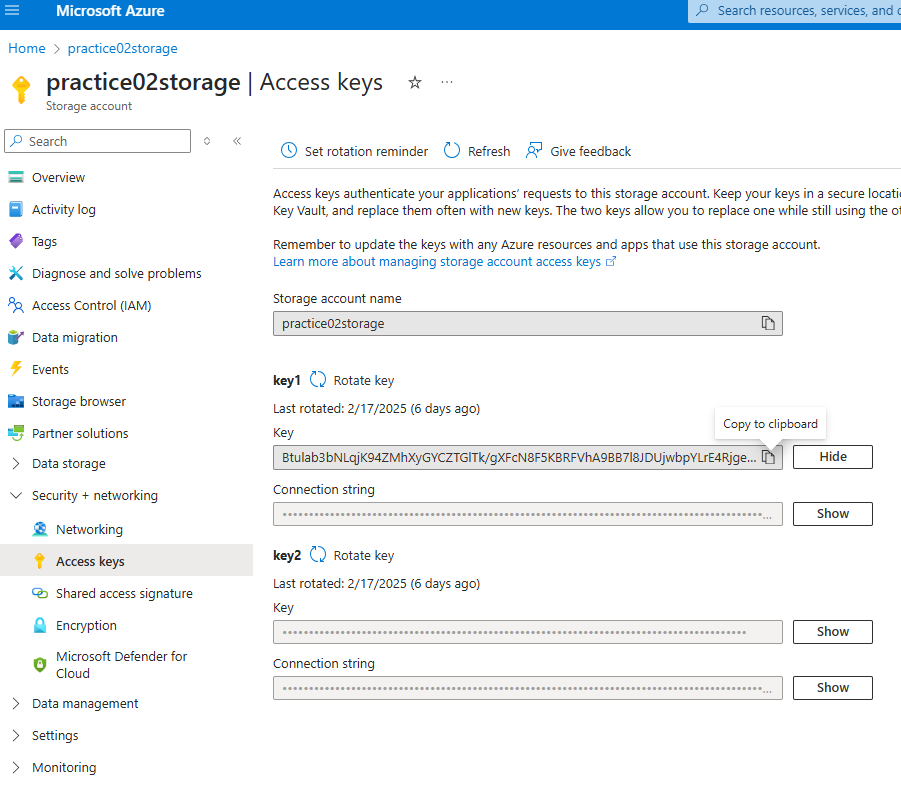 Microsoft Azure
Search resources, services, and
Home > practice02storage
practice02storage | Access keys
Storage account
Search
Set rotation reminder
Refresh
Give feedback
Overview
Activity log
Tags
Diagnose and solve problems
Access Control (IAM)
Data migration
Events
Storage browser
Partner solutions
Data storage
Security + networking
Networking
Access keys
Shared access signature
Encryption
Microsoft Defender for
Cloud
Data management
Settings
Monitoring
Access keys authenticate your applications' requests to this storage account. Keep your keys in a secure
Key Vault, and replace them often with new keys. The two keys allow you to replace one while still using the
Remember to update the keys with any Azure resources and apps that use this storage account.
Learn more about managing storage account access keys
Storage account name
practice02storage
key1 Rotate key
Last rotated: 2/17/2025 (6 days ago)
Copy to clipboard
Key
Btulab3bNLqjK94ZMhXyGYCZTGlTk/gXFcN8F5KBRFVhA9BB7l8JDUjwbpYLrE4Rjge...
Hide
Connection string
Show
key2 Rotate key
Last rotated: 2/17/2025 (6 days ago)
Key
Show
Connection string
Show